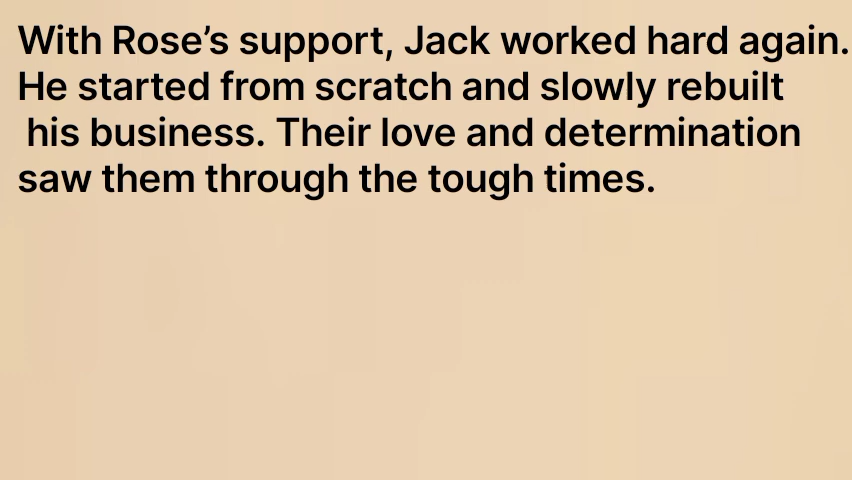 With Rose’s support, Jack worked hard again.
He started from scratch and slowly rebuilt
his business. Their love and determination
saw them through the tough times.